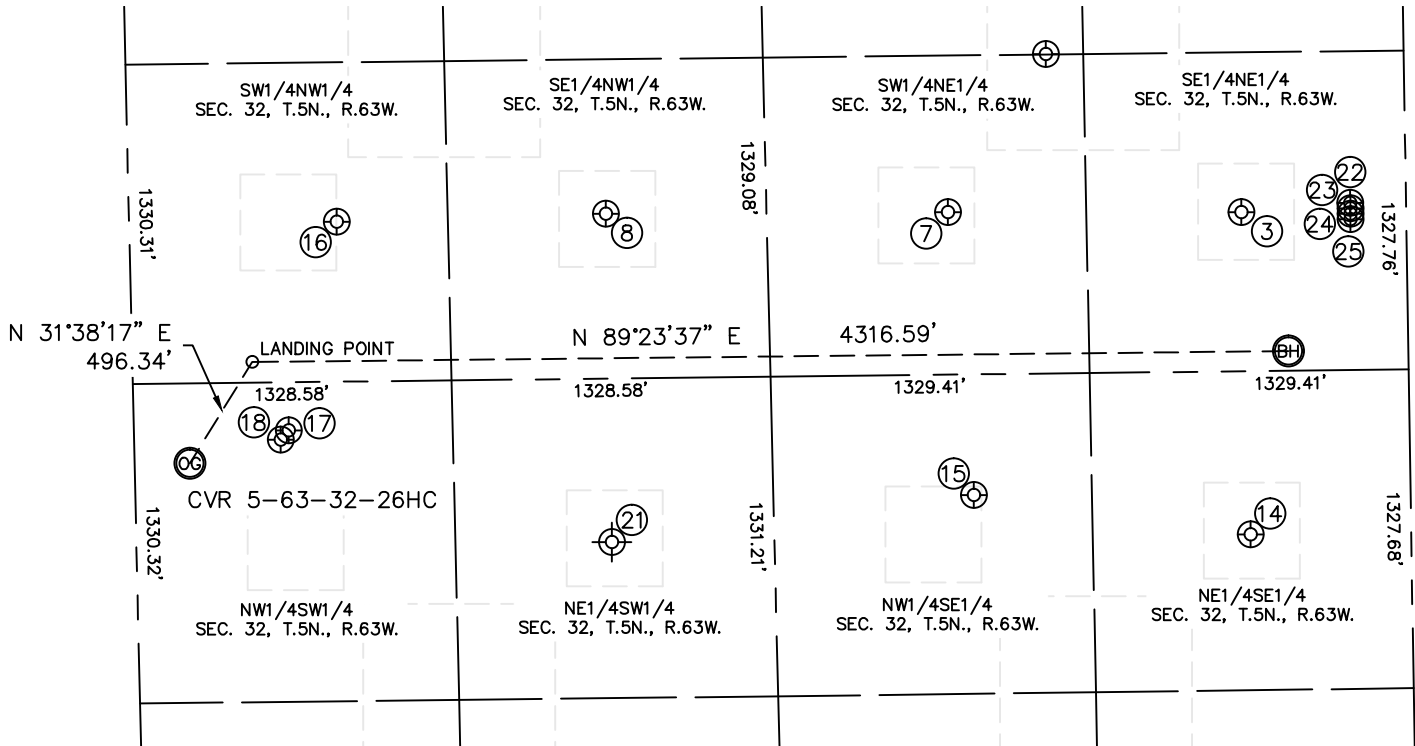 SW1/4NW1/4
SEC. 32, T.5N., R.63W.
SE1/4NW1/4
SEC. 32, T.5N., R.63W.
SW1/4NE1/4
SEC. 32, T.5N., R.63W.
SE1/4NE1/4
SEC. 32, T.5N., R.63W.
1330.31'
1329.08'
1327.76'
16
8
7
3
22
23
24
25
N 31°38'17" E
496.34'
LANDING POINT
N 89°23'37" E
4316.59'
BH
1328.58'
1328.58'
1329.41'
1329.41'
18
17
OG
CVR 5-63-32-26HC
15
21
14
1330.32'
1331.21'
1327.68'
NW1/4SW1/4
SEC. 32, T.5N., R.63W.
NE1/4SW1/4
SEC. 32, T.5N., R.63W.
NW1/4SE1/4
SEC. 32, T.5N., R.63W.
NE1/4SE1/4
SEC. 32, T.5N., R.63W.